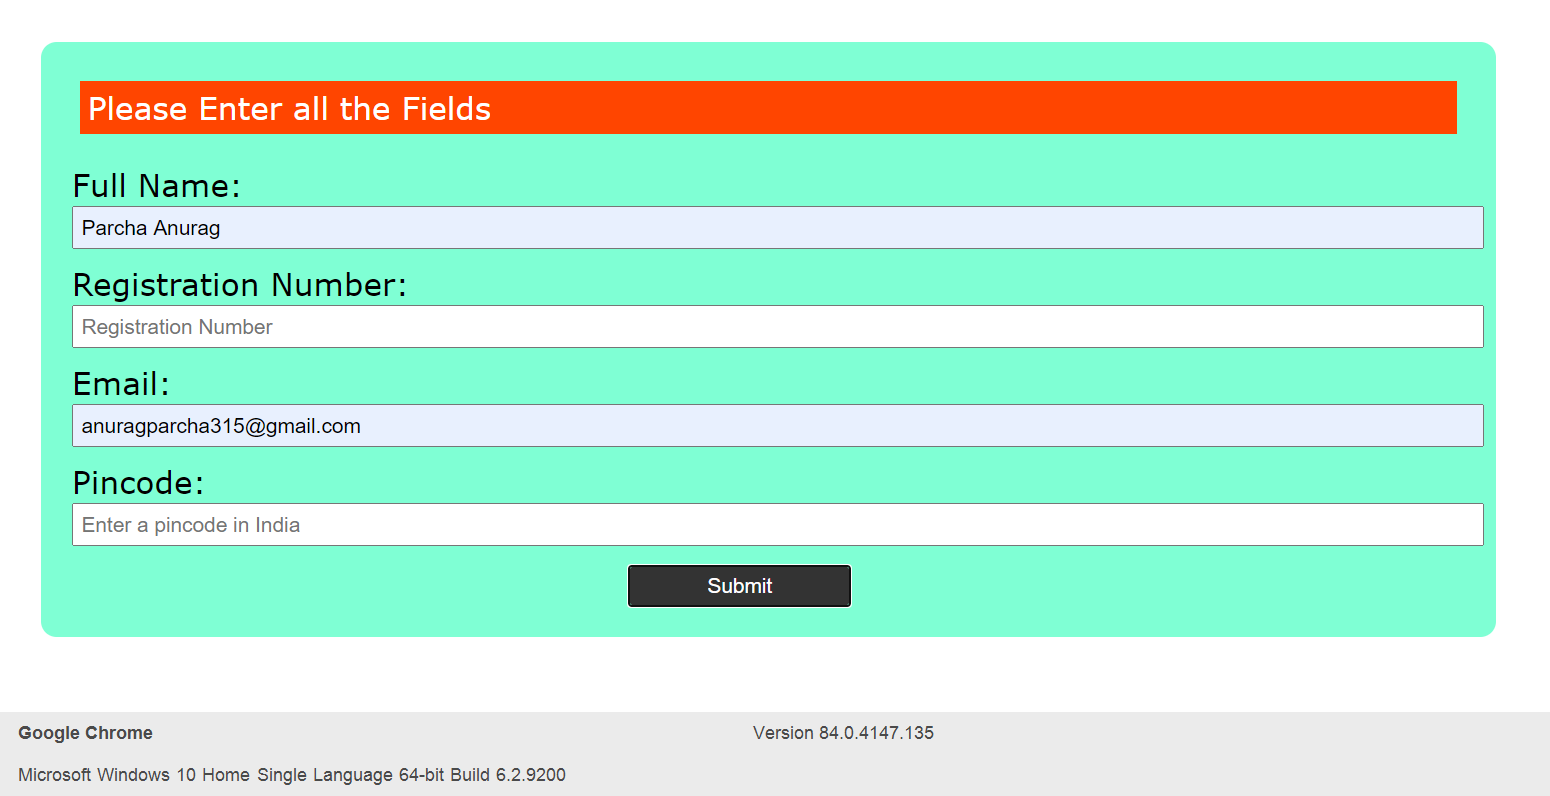 Please Enter all the Fields
Full Name:
Parcha Anurag
Registration Number:
Registration Number
Email:
anuragparcha315@gmail.com
Pincode:
Enter a pincode in India
Submit
Google Chrome Version 84.0.4147.135
Microsoft Windows 10 Home Single Language 64-bit Build 6.2.9200